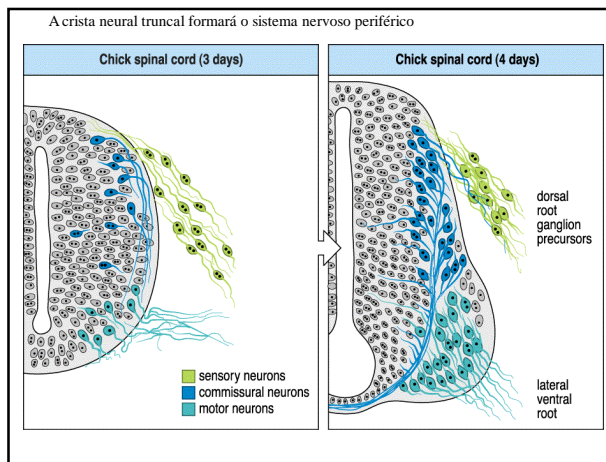 A crista neural truncal formará o sistema nervoso periférico
Chick spinal cord (3 days)
Chick spinal cord (4 days)
sensory neurons
commissural neurons
motor neurons
dorsal
root
ganglion
precursors
lateral
ventral
root